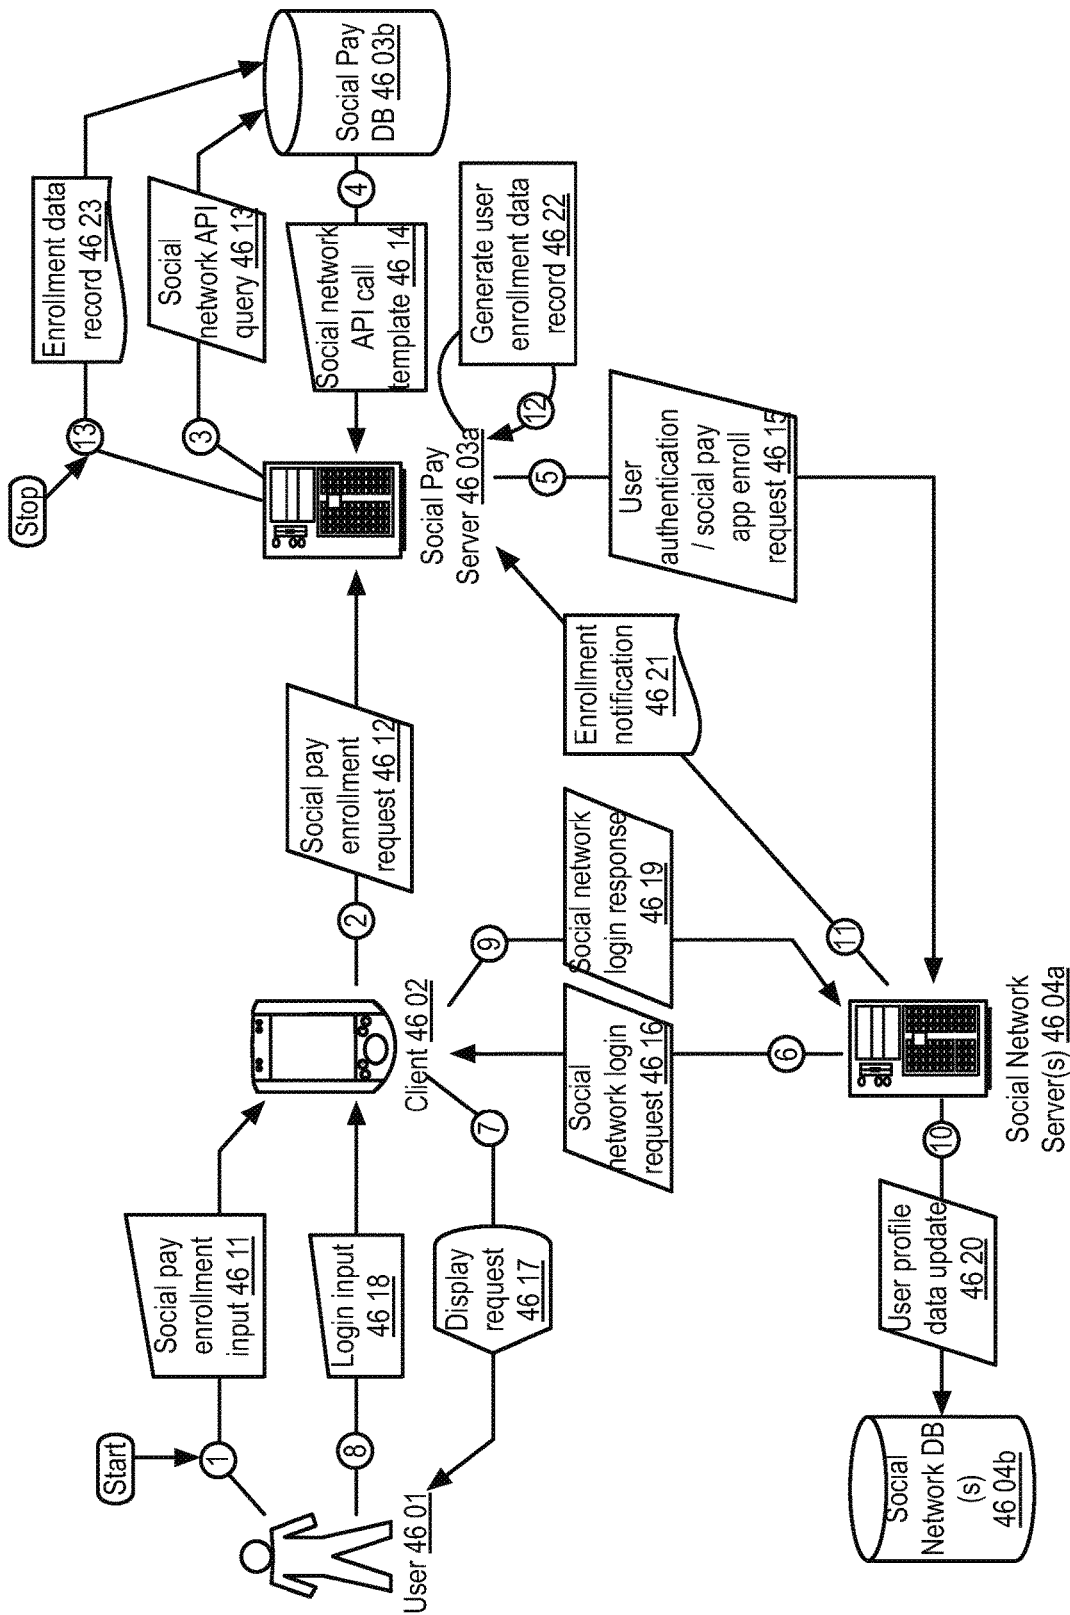 Start
1
Social pay
enrollment
input 46 11
User 46 01
8
Login input
46 18
Display
request
46 17
7
Client 46 02
2
Social pay
enrollment
request 46 12
Stop
13
Enrollment data
record 46 23
3
Social
network API
query 46 13
Social network
API call
template 46 14
4
Social Pay
DB 46 03b
Social Pay
Server 46 03a
12
Generate user
enrollment data
record 46 22
5
User
authentication
/ social pay
app enroll
request 46 15
9
Social network
login response
46 19
Social
network login
request 46 16
6
Enrollment
notification
46 21
11
Social Network
Server(s) 46 04a
10
User profile
data update
46 20
Social
Network DB
(s)
46 04b